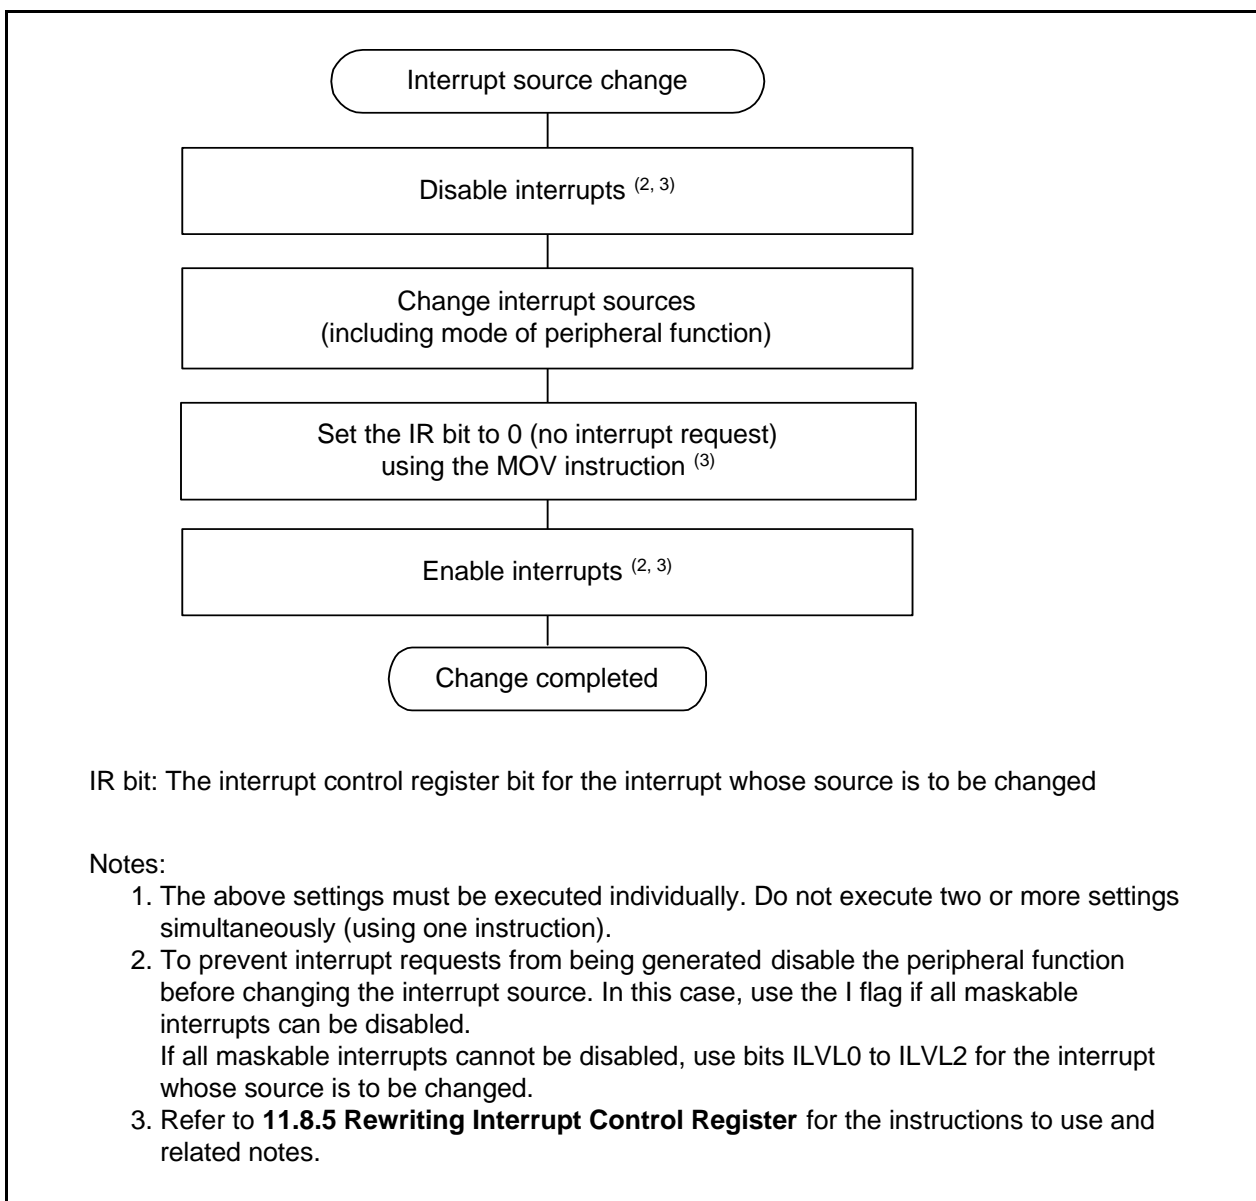 Interrupt source change
Disable interrupts (2, 3)
Change interrupt sources
(including mode of peripheral function)
Set the IR bit to 0 (no interrupt request)
using the MOV instruction (3)
Enable interrupts (2, 3)
Change completed
IR bit: The interrupt control register bit for the interrupt whose source is to be changed
Notes:
1. The above settings must be executed individually. Do not execute two or more settings
simultaneously (using one instruction).
2. To prevent interrupt requests from being generated disable the peripheral function
before changing the interrupt source. In this case, use the I flag if all maskable
interrupts can be disabled.
If all maskable interrupts cannot be disabled, use bits ILVL0 to ILVL2 for the interrupt
whose source is to be changed.
3. Refer to 11.8.5 Rewriting Interrupt Control Register for the instructions to use and
related notes.